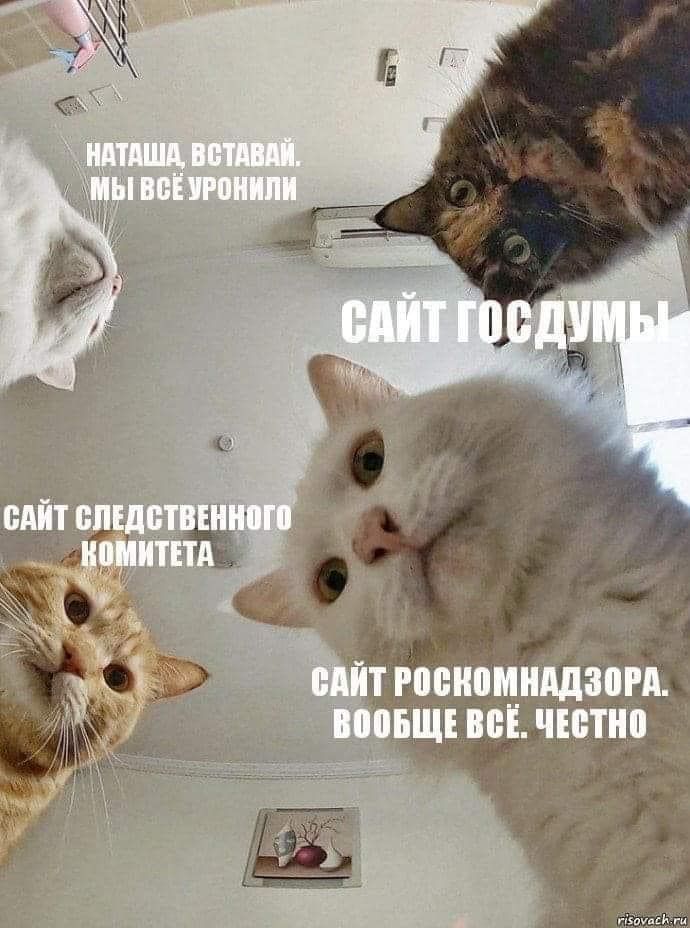 НАТАША, ВСТАВАЙ.
МЫ ВСЁ УРОНИЛИ
САЙТ ГОСДУМЫ
САЙТ СЛЕДСТВЕННОГО
КОМИТЕТА
САЙТ РОСКОМНАДЗОРА.
ВООБЩЕ ВСЁ. ЧЕСТНО
risovach.ru